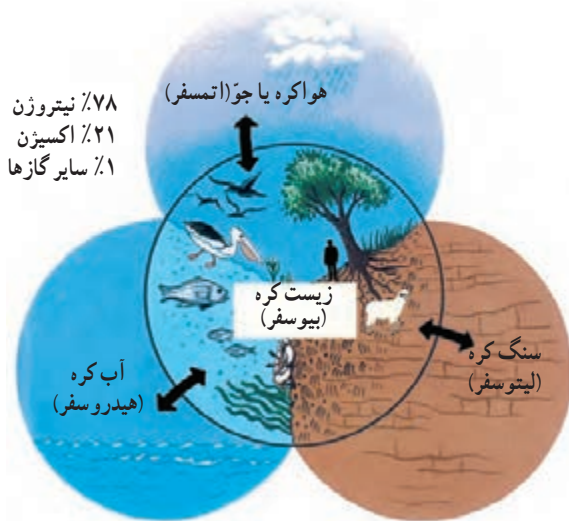 هواکره یا جوّ(اتمسفر)
۷۸٪ نیتروژن
۲۱٪ اکسیژن
۱٪ سایر گازها
زیست کره
(بیوسفر)
سنگ کره
(لیتوسفر)
آب کره
(هیدروسفر)